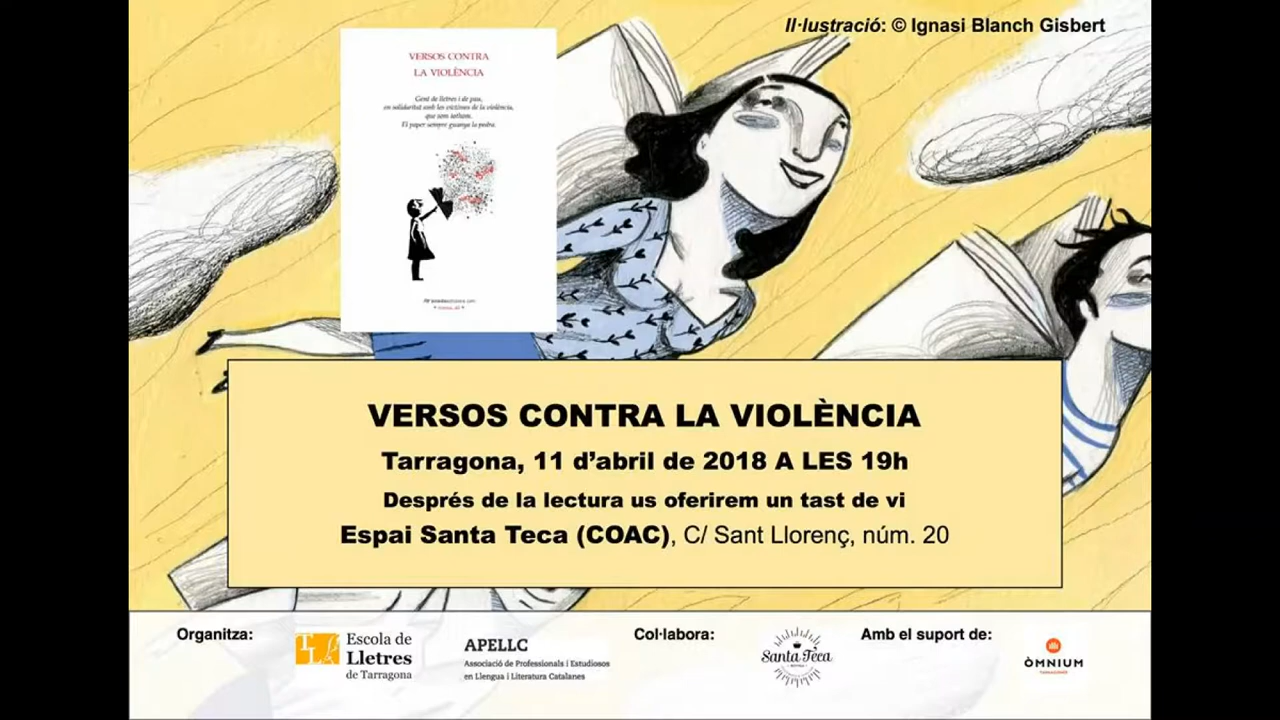 Il·lustració: © Ignasi Blanch Gisbert
VERSOS CONTRA
LA VIOLÈNCIA
Gent de lletres i de pau,
en solidaritat amb les víctimes de la violència,
que som tothom.
El paper sempre guanya la pedra.
VERSOS CONTRA LA VIOLÈNCIA
Tarragona, 11 d'abril de 2018 A LES 19h
Després de la lectura us oferirem un tast de vi
Espai Santa Teca (COAC), C/ Sant Llorenç, núm. 20
Organitza:
TL
Escola de
Lletres
de Tarragona
APELLC
Associació de Professionals i Estudiosos
en Llengua i Literatura Catalanes
Col·labora:
Santa Teca
Amb el suport de:
ÒMNIUM